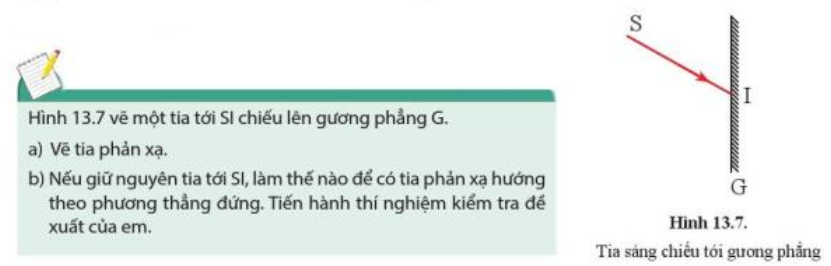 Hình 13.7 vẽ một tia tới SI chiếu lên gương phẳng G.
a) Vẽ tia phản xạ.
b) Nếu giữ nguyên tia tới SI, làm thế nào để có tia phản xạ hướng
theo phương thẳng đứng. Tiến hành thí nghiệm kiểm tra đề
xuất của em.
S
I
G
Hình 13.7.
Tia sáng chiếu tới gương phẳng